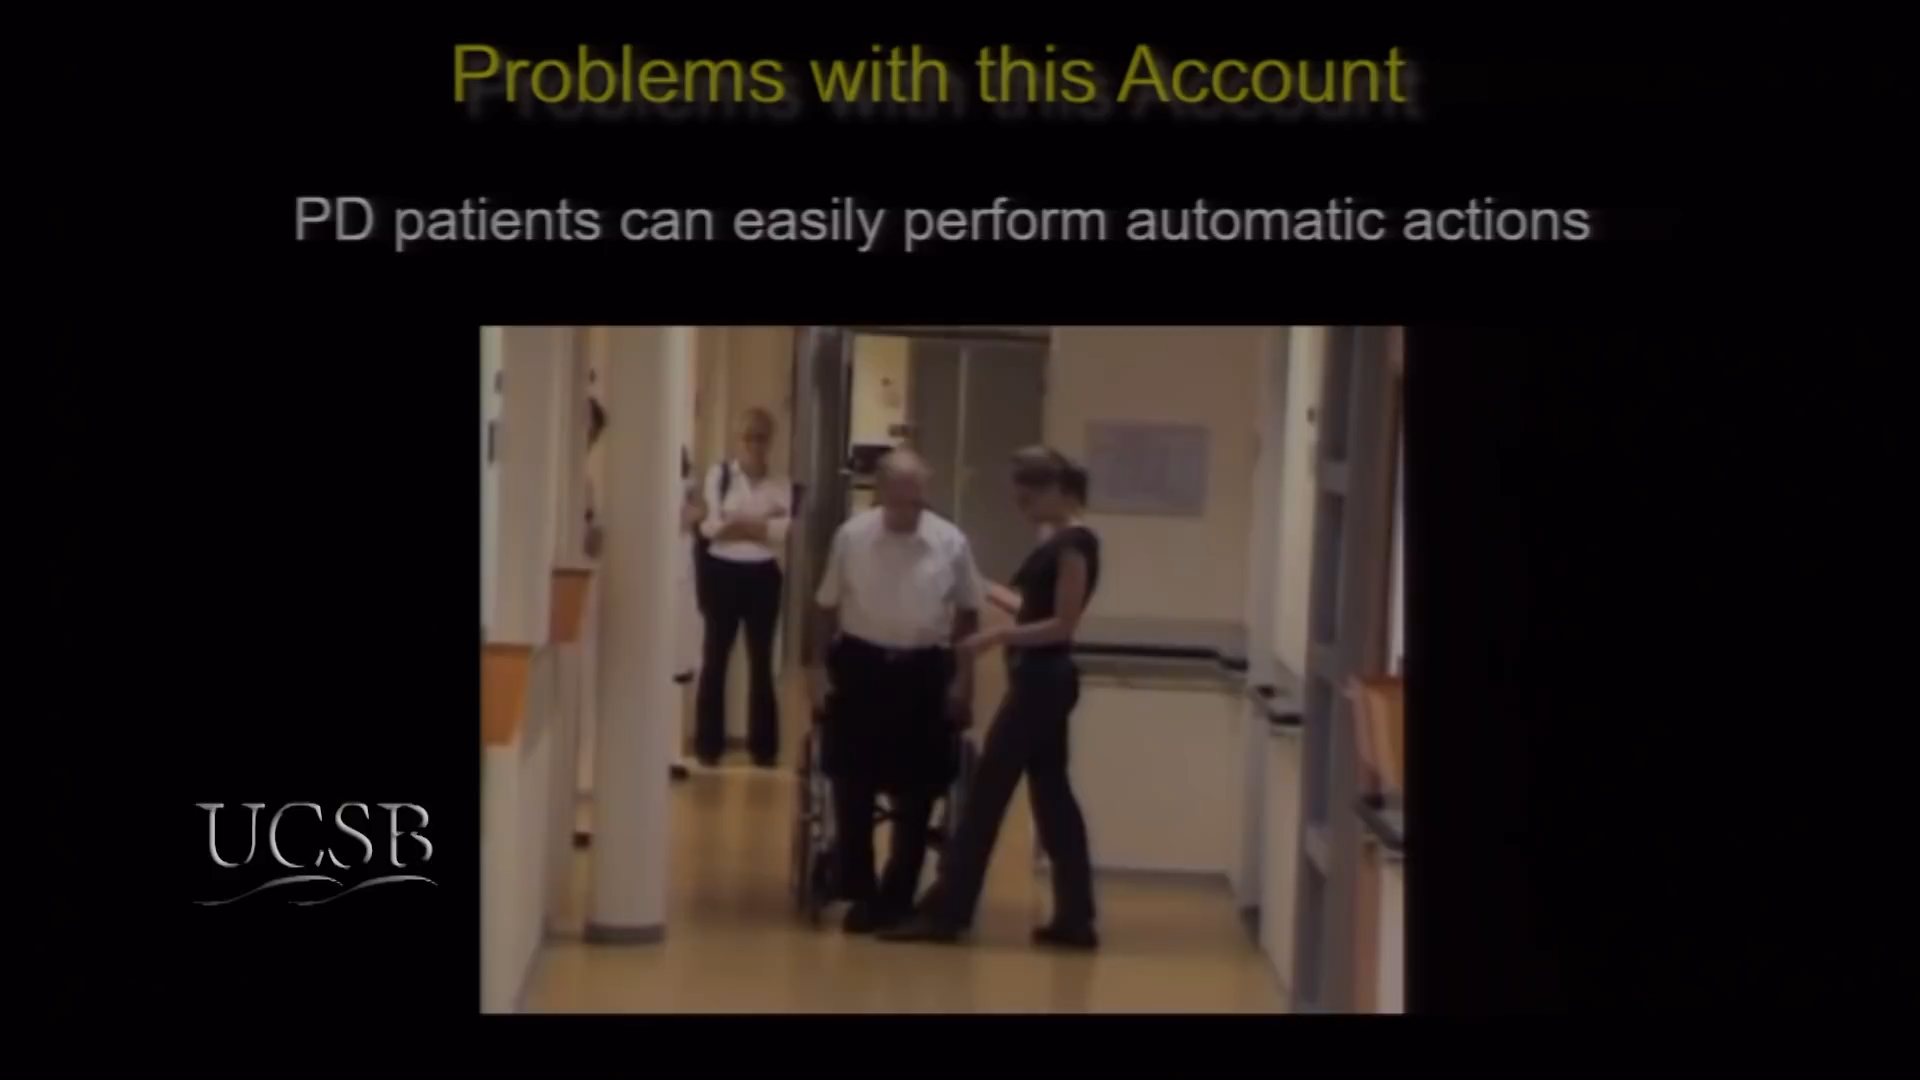 Problems with this Account
PD patients can easily perform automatic actions
UCSB